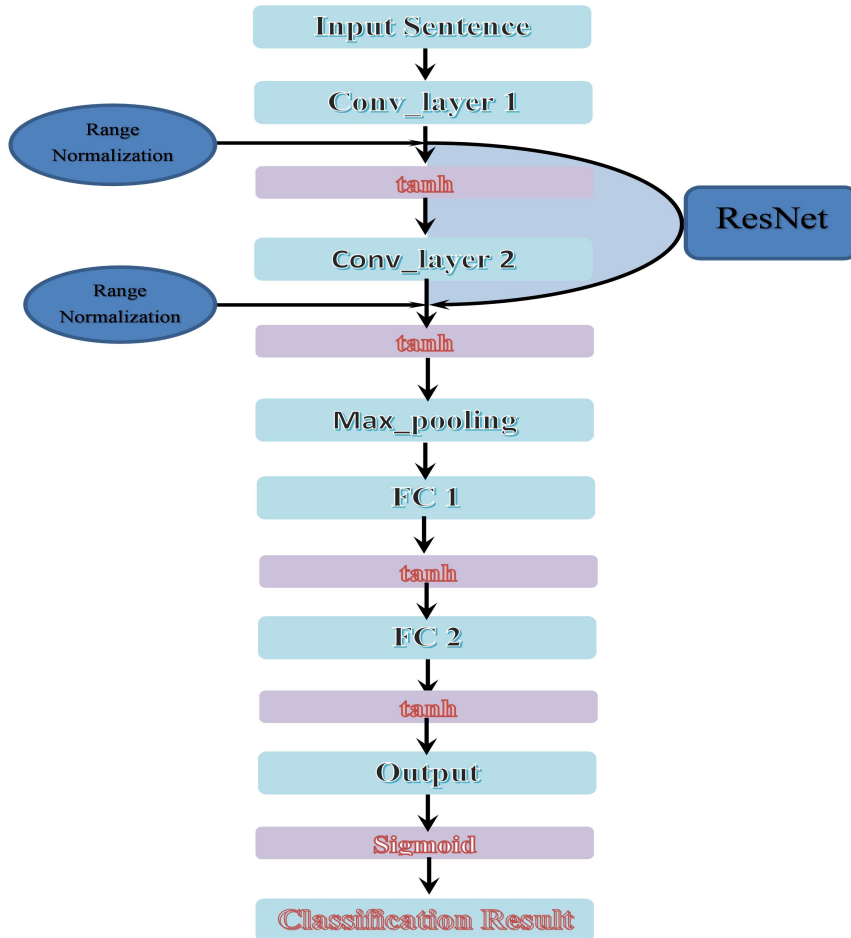 Input Sentence
Conv_layer 1
Range
Normalization
tanh
ResNet
Conv_layer 2
Range
Normalization
tanh
Max_pooling
FC 1
tanh
FC 2
tanh
Output
Sigmoid
Classification Result